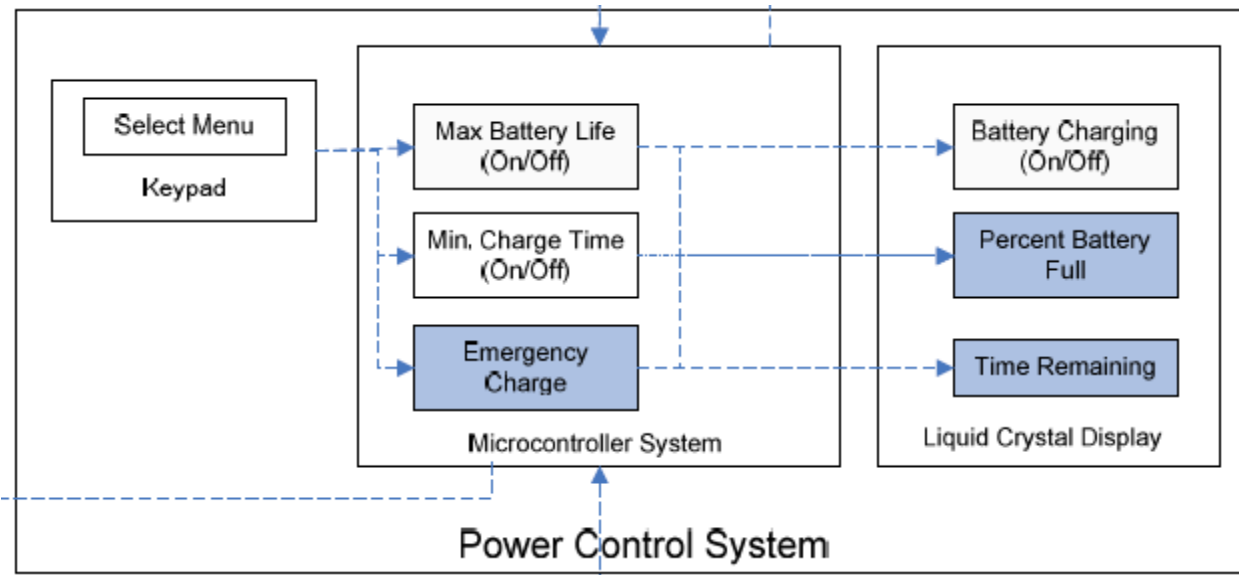 Select Menu
Keypad
Max Battery Life
(On/Off)
Min. Charge Time
(On/Off)
Emergency
Charge
Microcontroller System
Battery Charging
(On/Off)
Percent Battery
Full
Time Remaining
Liquid Crystal Display
Power Control System